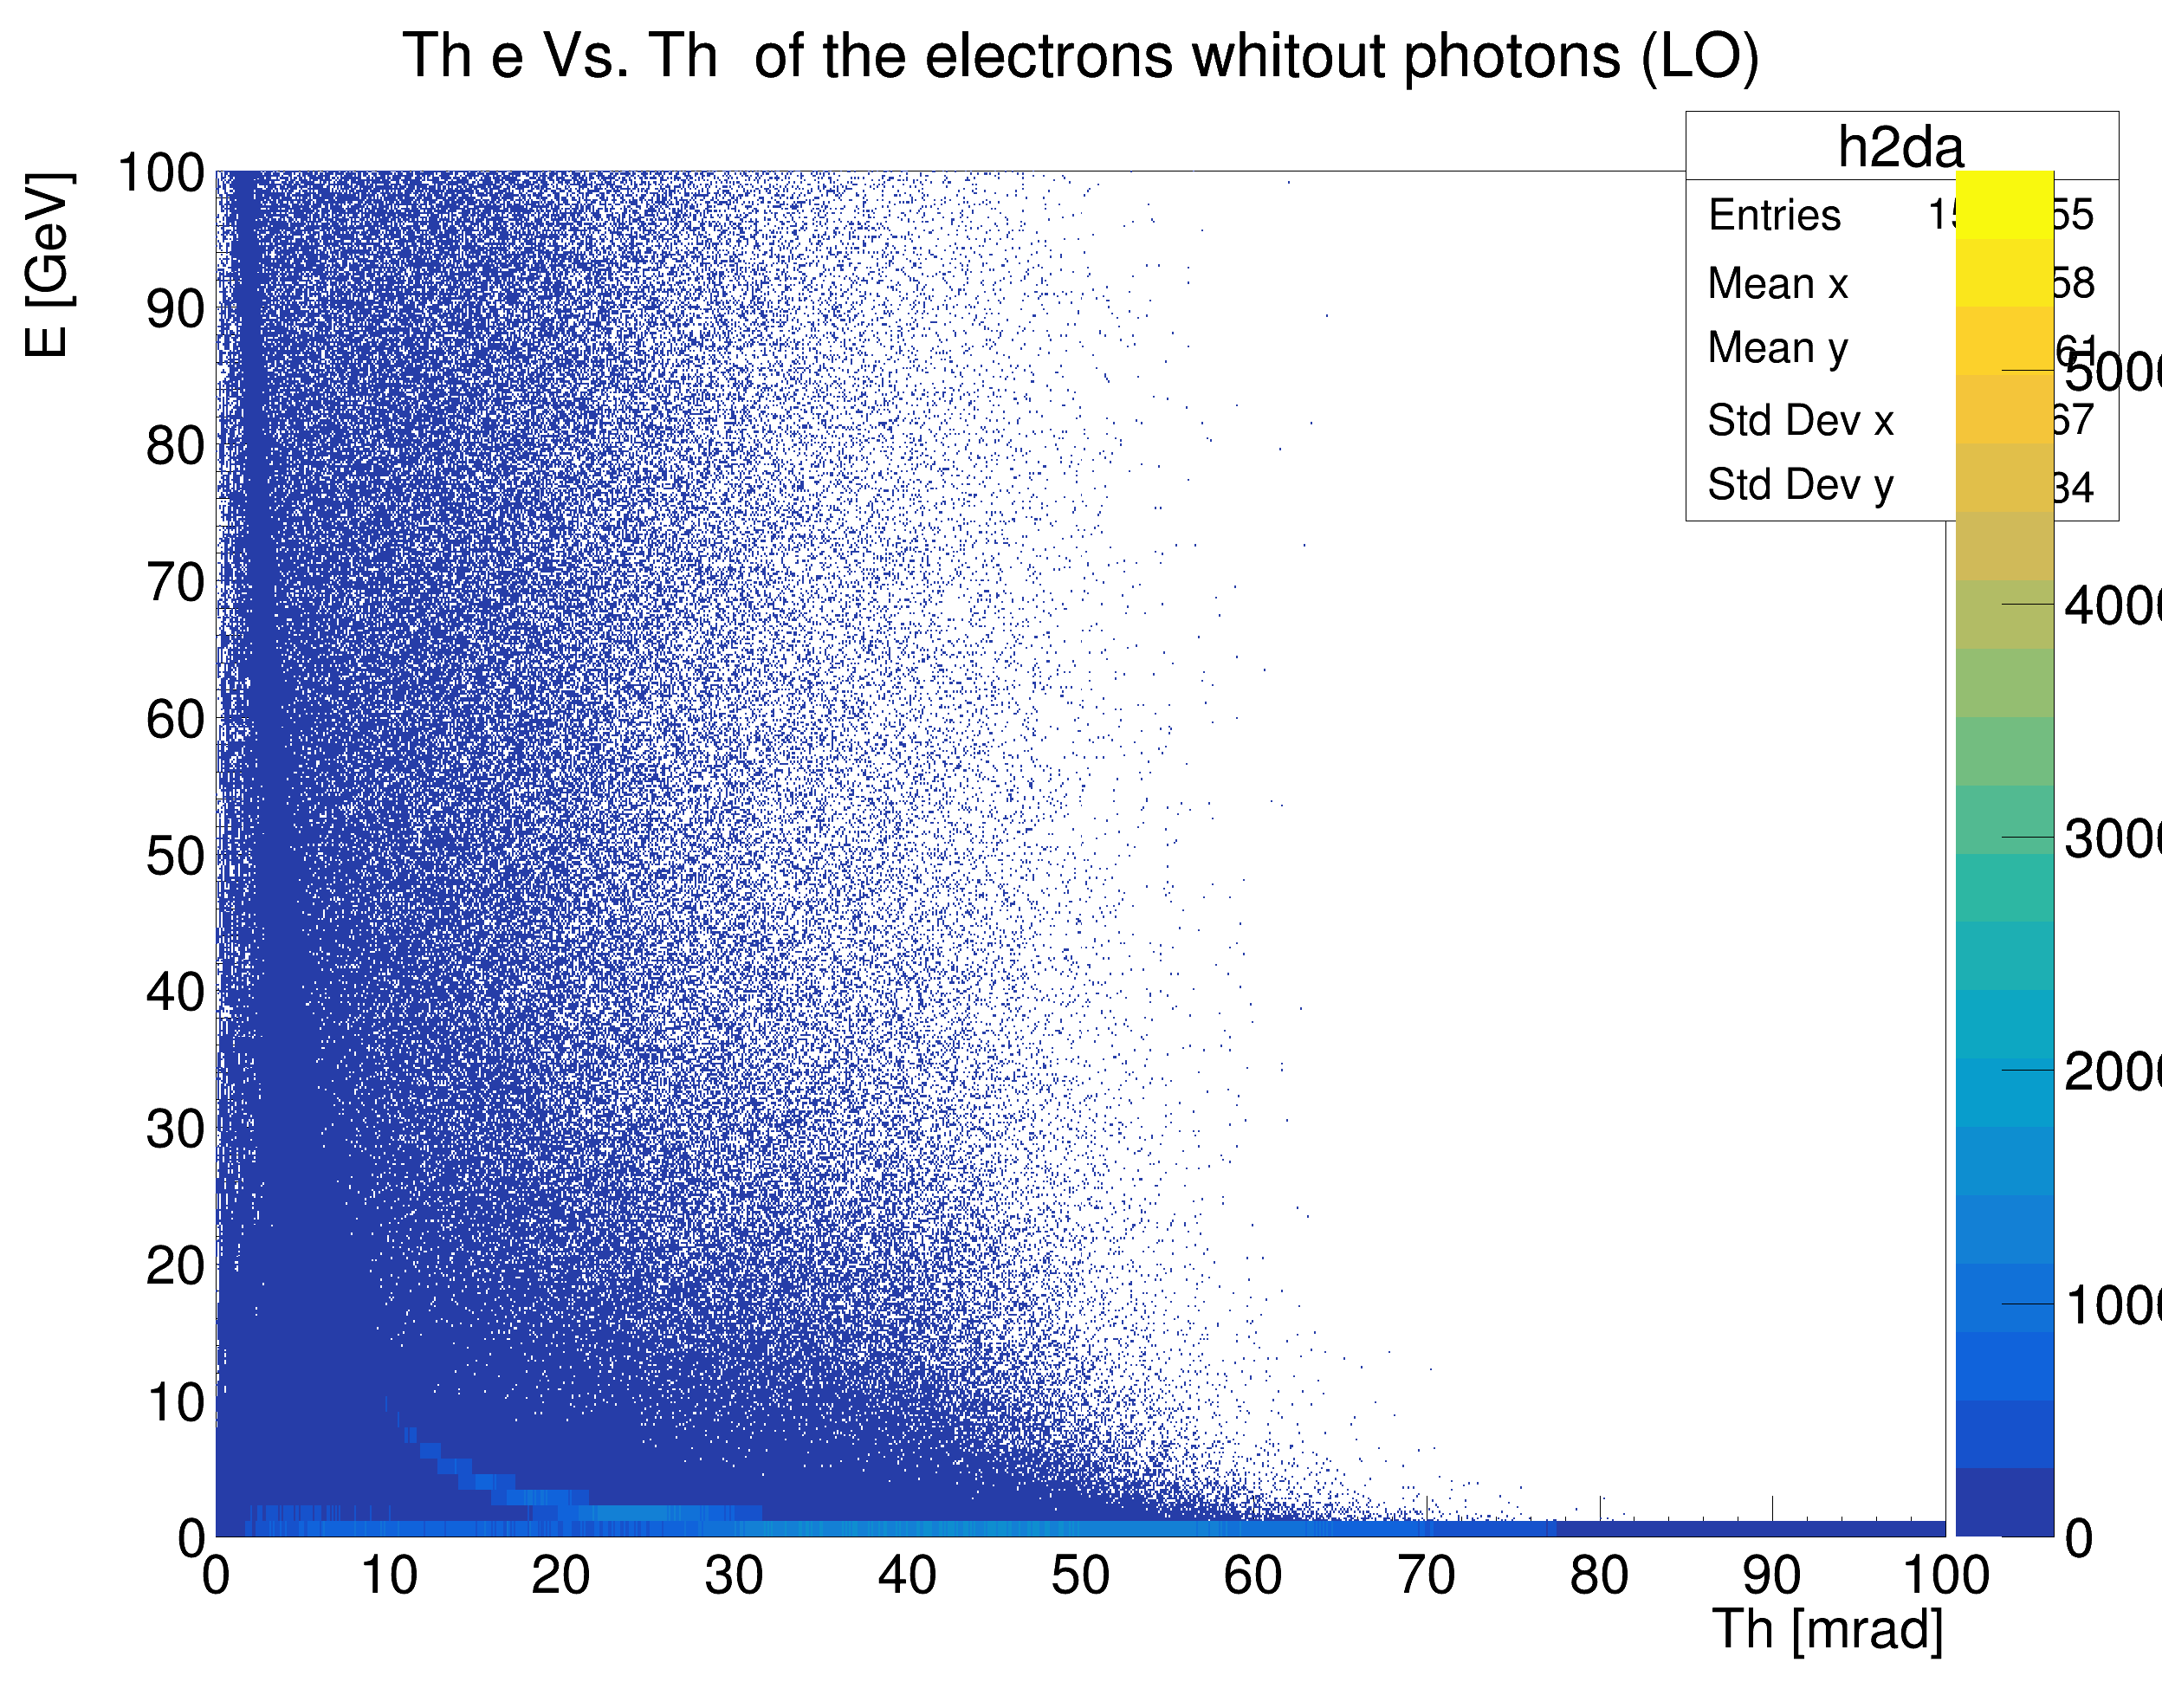 Th e Vs. Th of the electrons whitout photons (LO)
h2da
Entries
Mean x
Mean y
Std Dev x
Std Dev y
E [GeV]
100
90
80
70
60
50
40
30
20
10
0
0 10 20 30 40 50 60 70 80 90 100
Th [mrad]
0